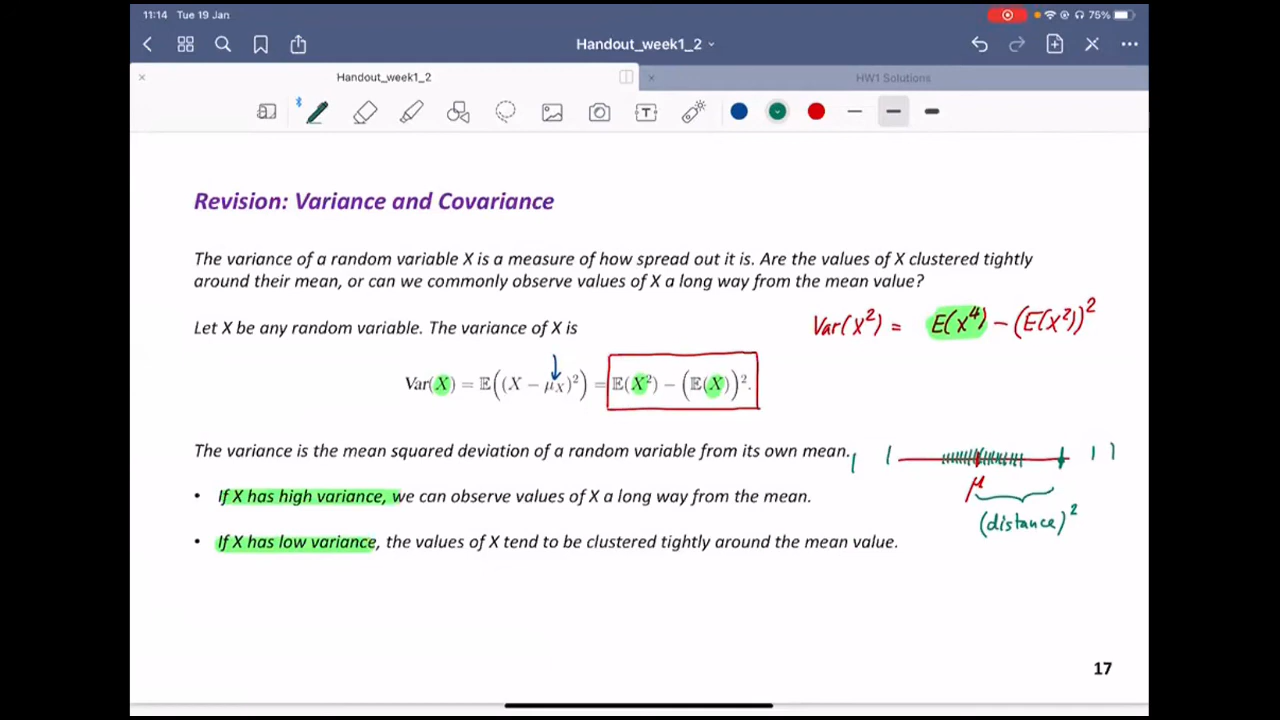 11:14 Tue 19 Jan
75%
Handout_week1_2
Handout_week1_2
HW1 Solutions
Revision: Variance and Covariance
The variance of a random variable X is a measure of how spread out it is. Are the values of X clustered tightly
around their mean, or can we commonly observe values of X a long way from the mean value?
Var(X²) = E(X⁴) − (E(X²))²
Let X be any random variable. The variance of X is
Var(X) = 𝔼((X − μ_X)²) = 𝔼(X²) − (𝔼(X))².
The variance is the mean squared deviation of a random variable from its own mean.
μ
• If X has high variance, we can observe values of X a long way from the mean.
(distance)²
• If X has low variance, the values of X tend to be clustered tightly around the mean value.
17